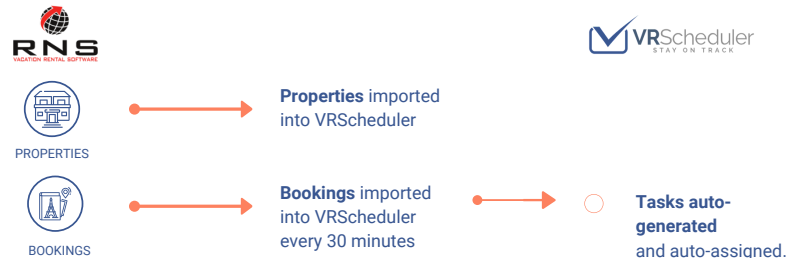 RNS
VACATION RENTAL SOFTWARE
VRScheduler
STAY ON TRACK
Properties imported
into VRScheduler
PROPERTIES
Bookings imported
into VRScheduler
every 30 minutes
Tasks auto-
generated
and auto-assigned.
BOOKINGS